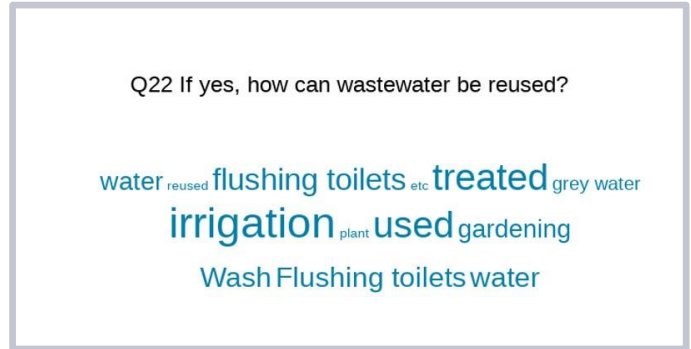 Q22 If yes, how can wastewater be reused?
water reused flushing toilets etc treated grey water
irrigation plant used gardening
Wash Flushing toilets water